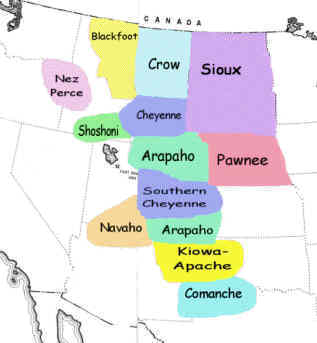 CANADA
Blackfoot
Crow
Sioux
Nez
Perce
Cheyenne
Shoshoni
Arapaho
Pawnee
Southern
Cheyenne
Navaho
Arapaho
Kiowa-
Apache
Comanche